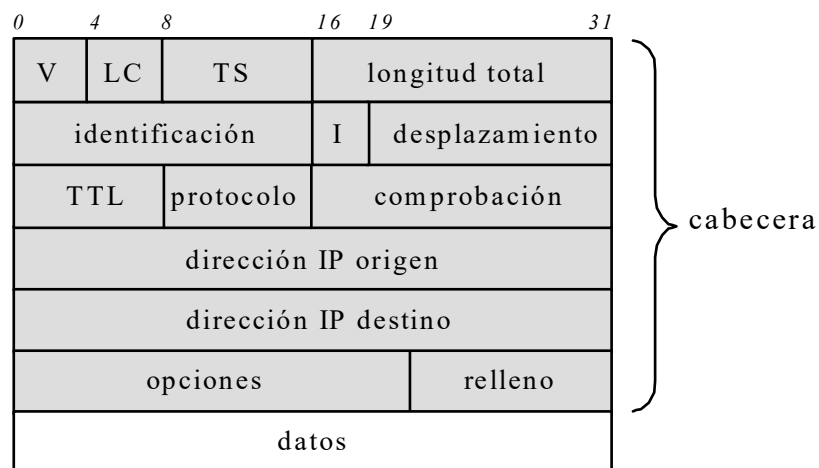 0 4 8 16 19 31
V LC TS longitud total
identificación I desplazamiento
TTL protocolo comprobación
cabecera
dirección IP origen
dirección IP destino
opciones relleno
datos